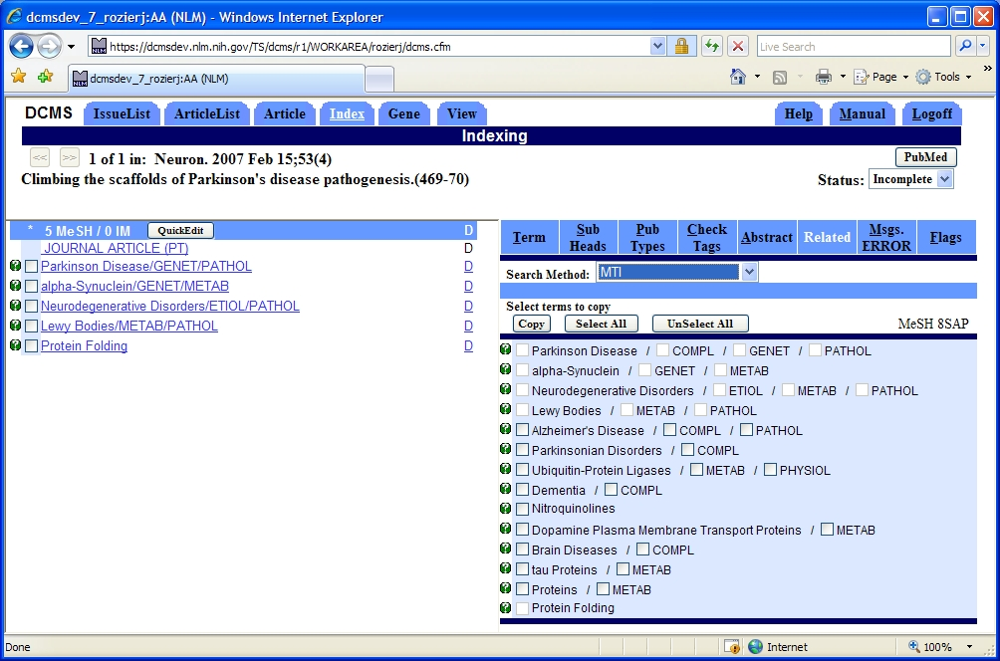 dcmsdev_7_rozierj:AA (NLM) - Windows Internet Explorer
https://dcmsdev.nlm.nih.gov/TS/dcms/r1/WORKAREA/rozierj/dcms.cfm
Live Search
dcmsdev_7_rozierj:AA (NLM)
Page Tools
DCMS IssueList ArticleList Article Index Gene View Help Manual Logoff
Indexing
<< >> 1 of 1 in: Neuron. 2007 Feb 15;53(4) PubMed
Climbing the scaffolds of Parkinson's disease pathogenesis.(469-70)
Status: Incomplete
* 5 MeSH / 0 IM QuickEdit D
JOURNAL ARTICLE (PT) D
Parkinson Disease/GENET/PATHOL D
alpha-Synuclein/GENET/METAB D
Neurodegenerative Disorders/ETIOL/PATHOL D
Lewy Bodies/METAB/PATHOL D
Protein Folding D
Term Sub Heads Pub Types Check Tags Abstract Related Msgs. ERROR Flags
Search Method: MTI
Select terms to copy
Copy Select All UnSelect All MeSH 8SAP
Parkinson Disease / COMPL / GENET / PATHOL
alpha-Synuclein / GENET / METAB
Neurodegenerative Disorders / ETIOL / METAB / PATHOL
Lewy Bodies / METAB / PATHOL
Alzheimer's Disease / COMPL / PATHOL
Parkinsonian Disorders / COMPL
Ubiquitin-Protein Ligases / METAB / PHYSIOL
Dementia / COMPL
Nitroquinolines
Dopamine Plasma Membrane Transport Proteins / METAB
Brain Diseases / COMPL
tau Proteins / METAB
Proteins / METAB
Protein Folding
Done Internet 100%